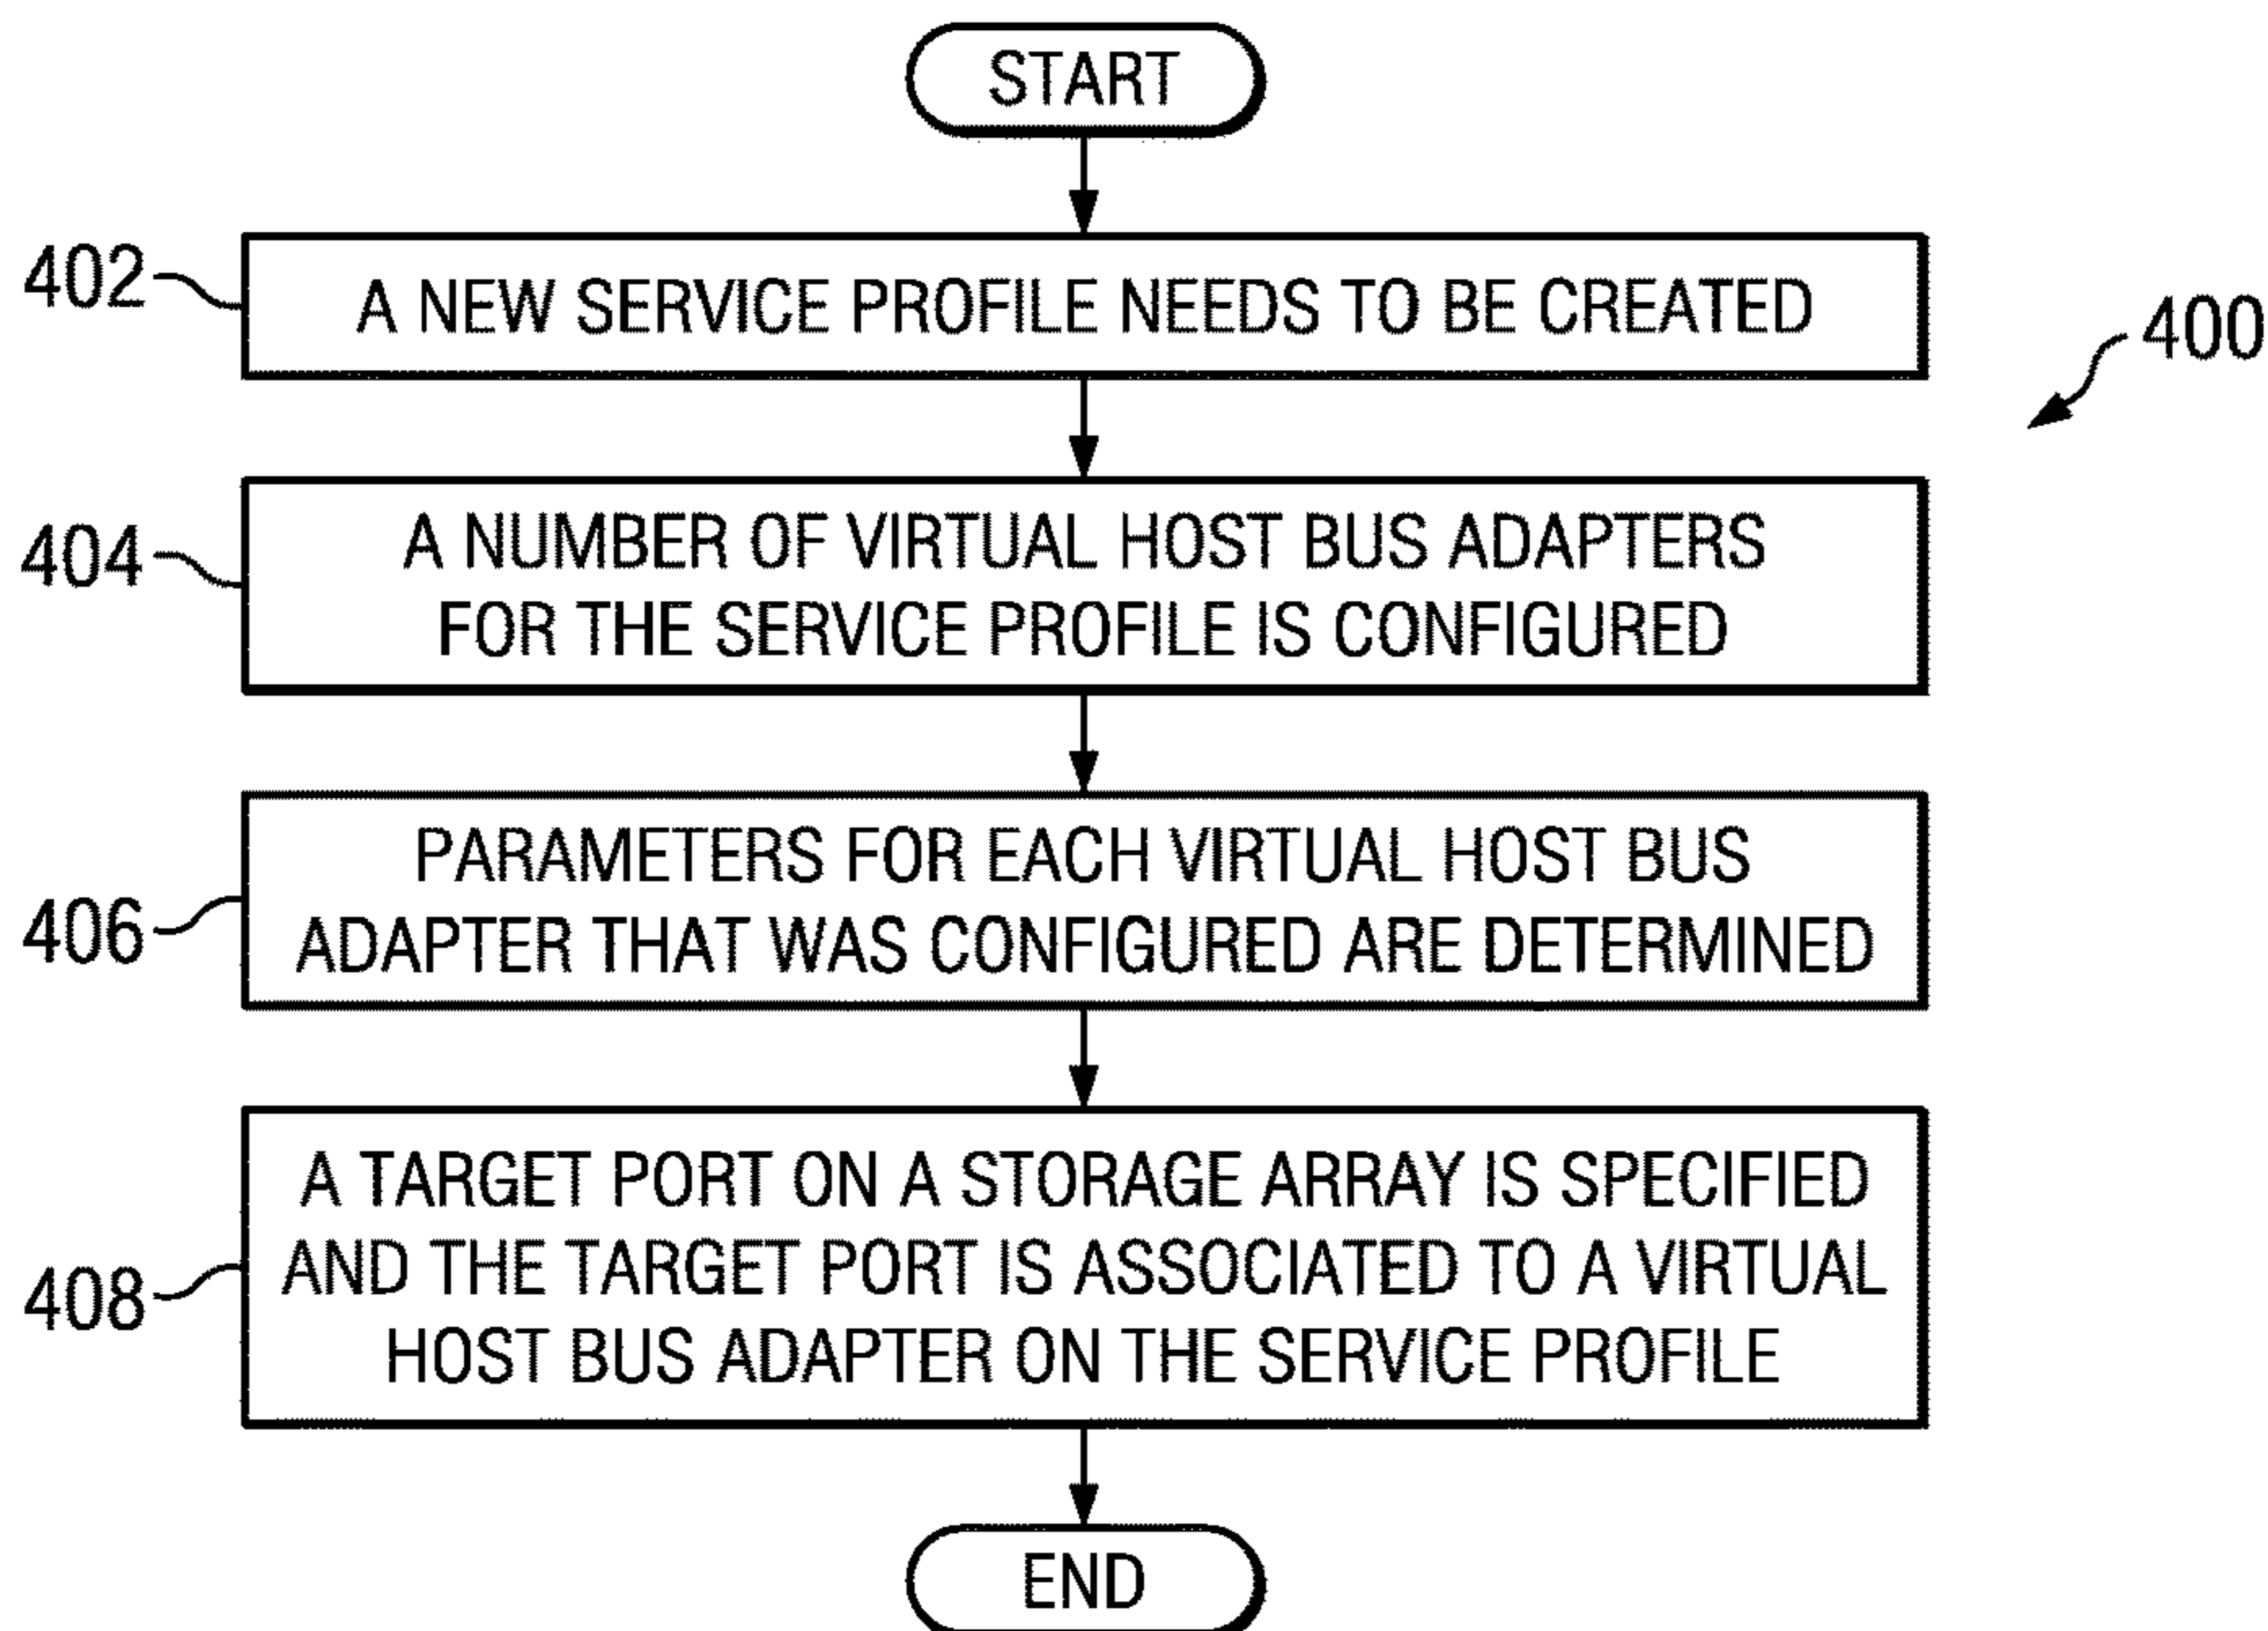 START
402
A NEW SERVICE PROFILE NEEDS TO BE CREATED
400
404
A NUMBER OF VIRTUAL HOST BUS ADAPTERS
FOR THE SERVICE PROFILE IS CONFIGURED
406
PARAMETERS FOR EACH VIRTUAL HOST BUS
ADAPTER THAT WAS CONFIGURED ARE DETERMINED
408
A TARGET PORT ON A STORAGE ARRAY IS SPECIFIED
AND THE TARGET PORT IS ASSOCIATED TO A VIRTUAL
HOST BUS ADAPTER ON THE SERVICE PROFILE
END